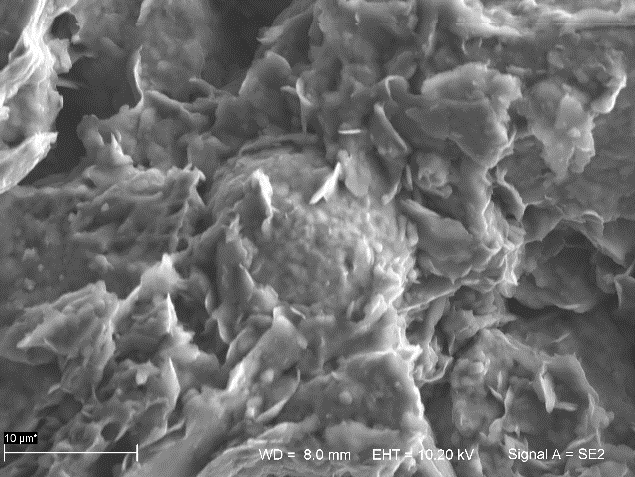 10 µm*
WD = 8.0 mm EHT = 10.20 kV Signal A = SE2